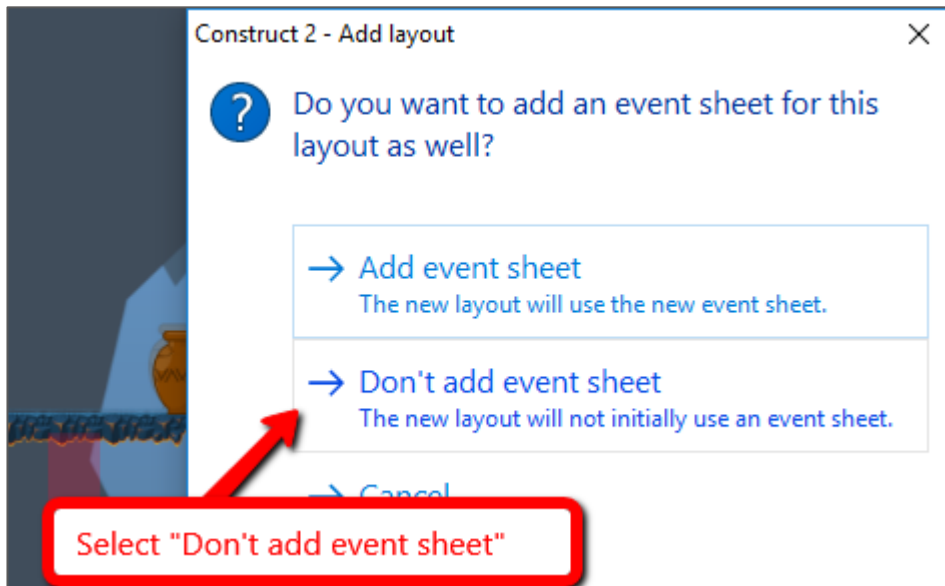 Construct 2 - Add layout
Do you want to add an event sheet for this
layout as well?
Add event sheet
The new layout will use the new event sheet.
Don't add event sheet
The new layout will not initially use an event sheet.
Cancel
Select "Don't add event sheet"